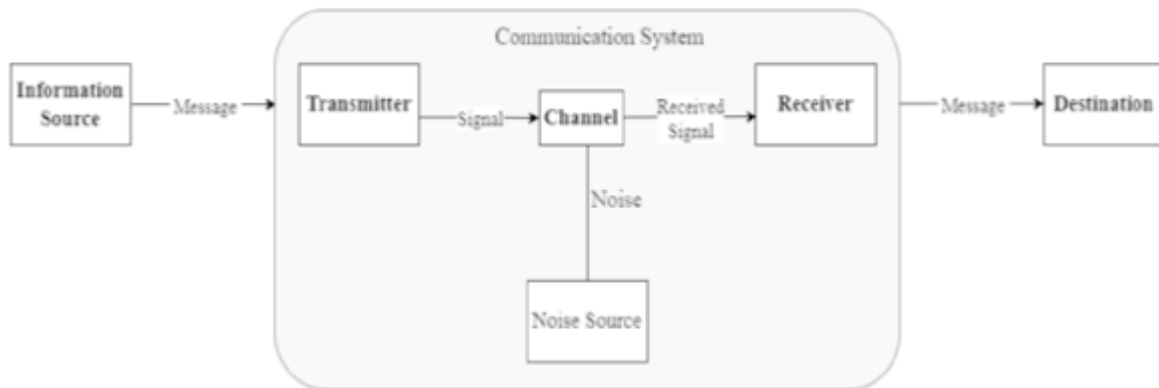 Communication System
Information
Source
Message
Transmitter
Signal
Channel
Received
Signal
Receiver
Message
Destination
Noise
Noise Source